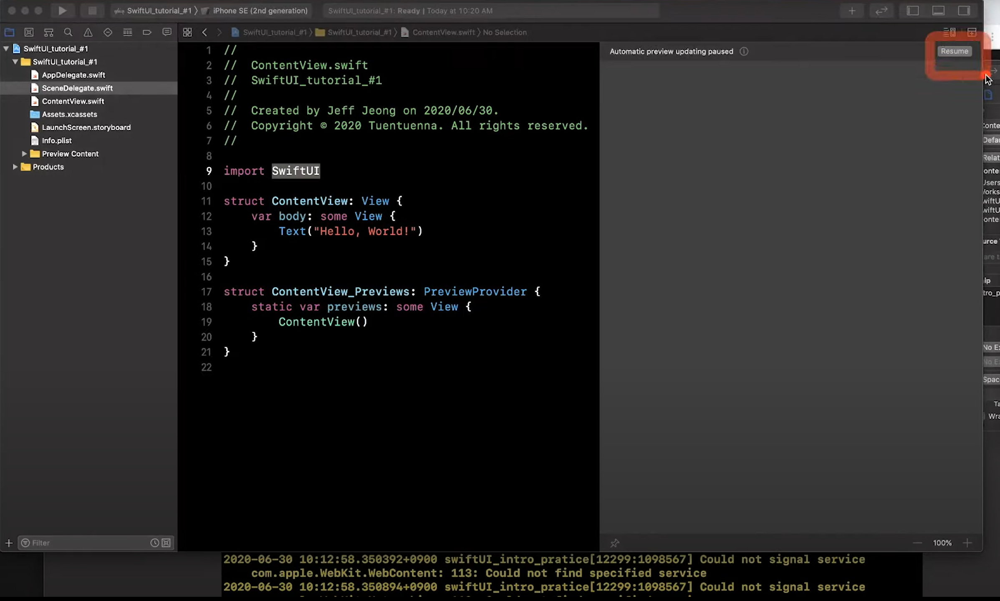 SwiftUI_tutorial_#1 〉 iPhone SE (2nd generation)
SwiftUI_tutorial_#1: Ready | Today at 10:20 AM
SwiftUI_tutorial_#1 〉 SwiftUI_tutorial_#1 〉 ContentView.swift 〉 No Selection
SwiftUI_tutorial_#1
SwiftUI_tutorial_#1
AppDelegate.swift
SceneDelegate.swift
ContentView.swift
Assets.xcassets
LaunchScreen.storyboard
Info.plist
Preview Content
Products
Filter
1 //
2 //  ContentView.swift
3 //  SwiftUI_tutorial_#1
4 //
5 //  Created by Jeff Jeong on 2020/06/30.
6 //  Copyright © 2020 Tuentuenna. All rights reserved.
7 //
8
9 import SwiftUI
10
11 struct ContentView: View {
12     var body: some View {
13         Text("Hello, World!")
14     }
15 }
16
17 struct ContentView_Previews: PreviewProvider {
18     static var previews: some View {
19         ContentView()
20     }
21 }
22
Automatic preview updating paused
Resume
100%
No Ex
No Ex
Spac
Ta
Wra
2020-06-30 10:12:58.350392+0900 swiftUI_intro_pratice[12299:1098567] Could not signal service
com.apple.WebKit.WebContent: 113: Could not find specified service
2020-06-30 10:12:58.350894+0900 swiftUI_intro_pratice[12299:1098567] Could not signal service